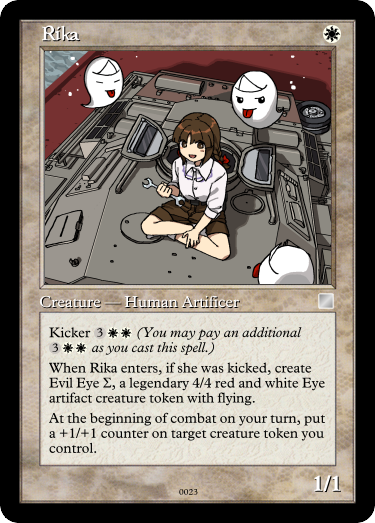 Rika
Creature — Human Artificer
Kicker 3 (You may pay an additional
3 as you cast this spell.)
When Rika enters, if she was kicked, create
Evil Eye Σ, a legendary 4/4 red and white Eye
artifact creature token with flying.
At the beginning of combat on your turn, put
a +1/+1 counter on target creature token you
control.
0023
1/1